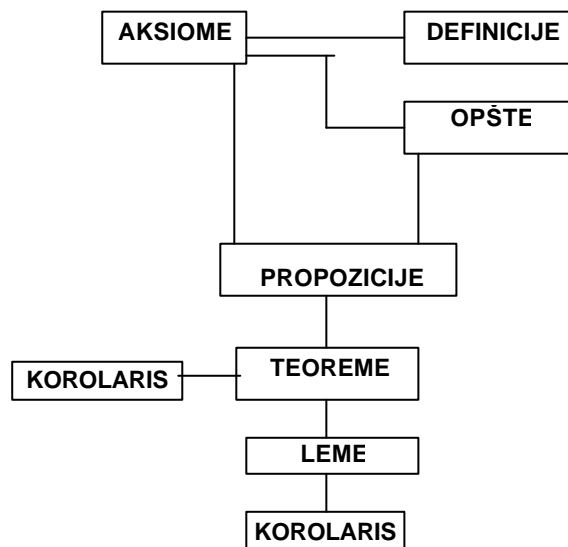 AKSIOME
DEFINICIJE
OPŠTE
PROPOZICIJE
TEOREME
KOROLARIS
LEME
KOROLARIS